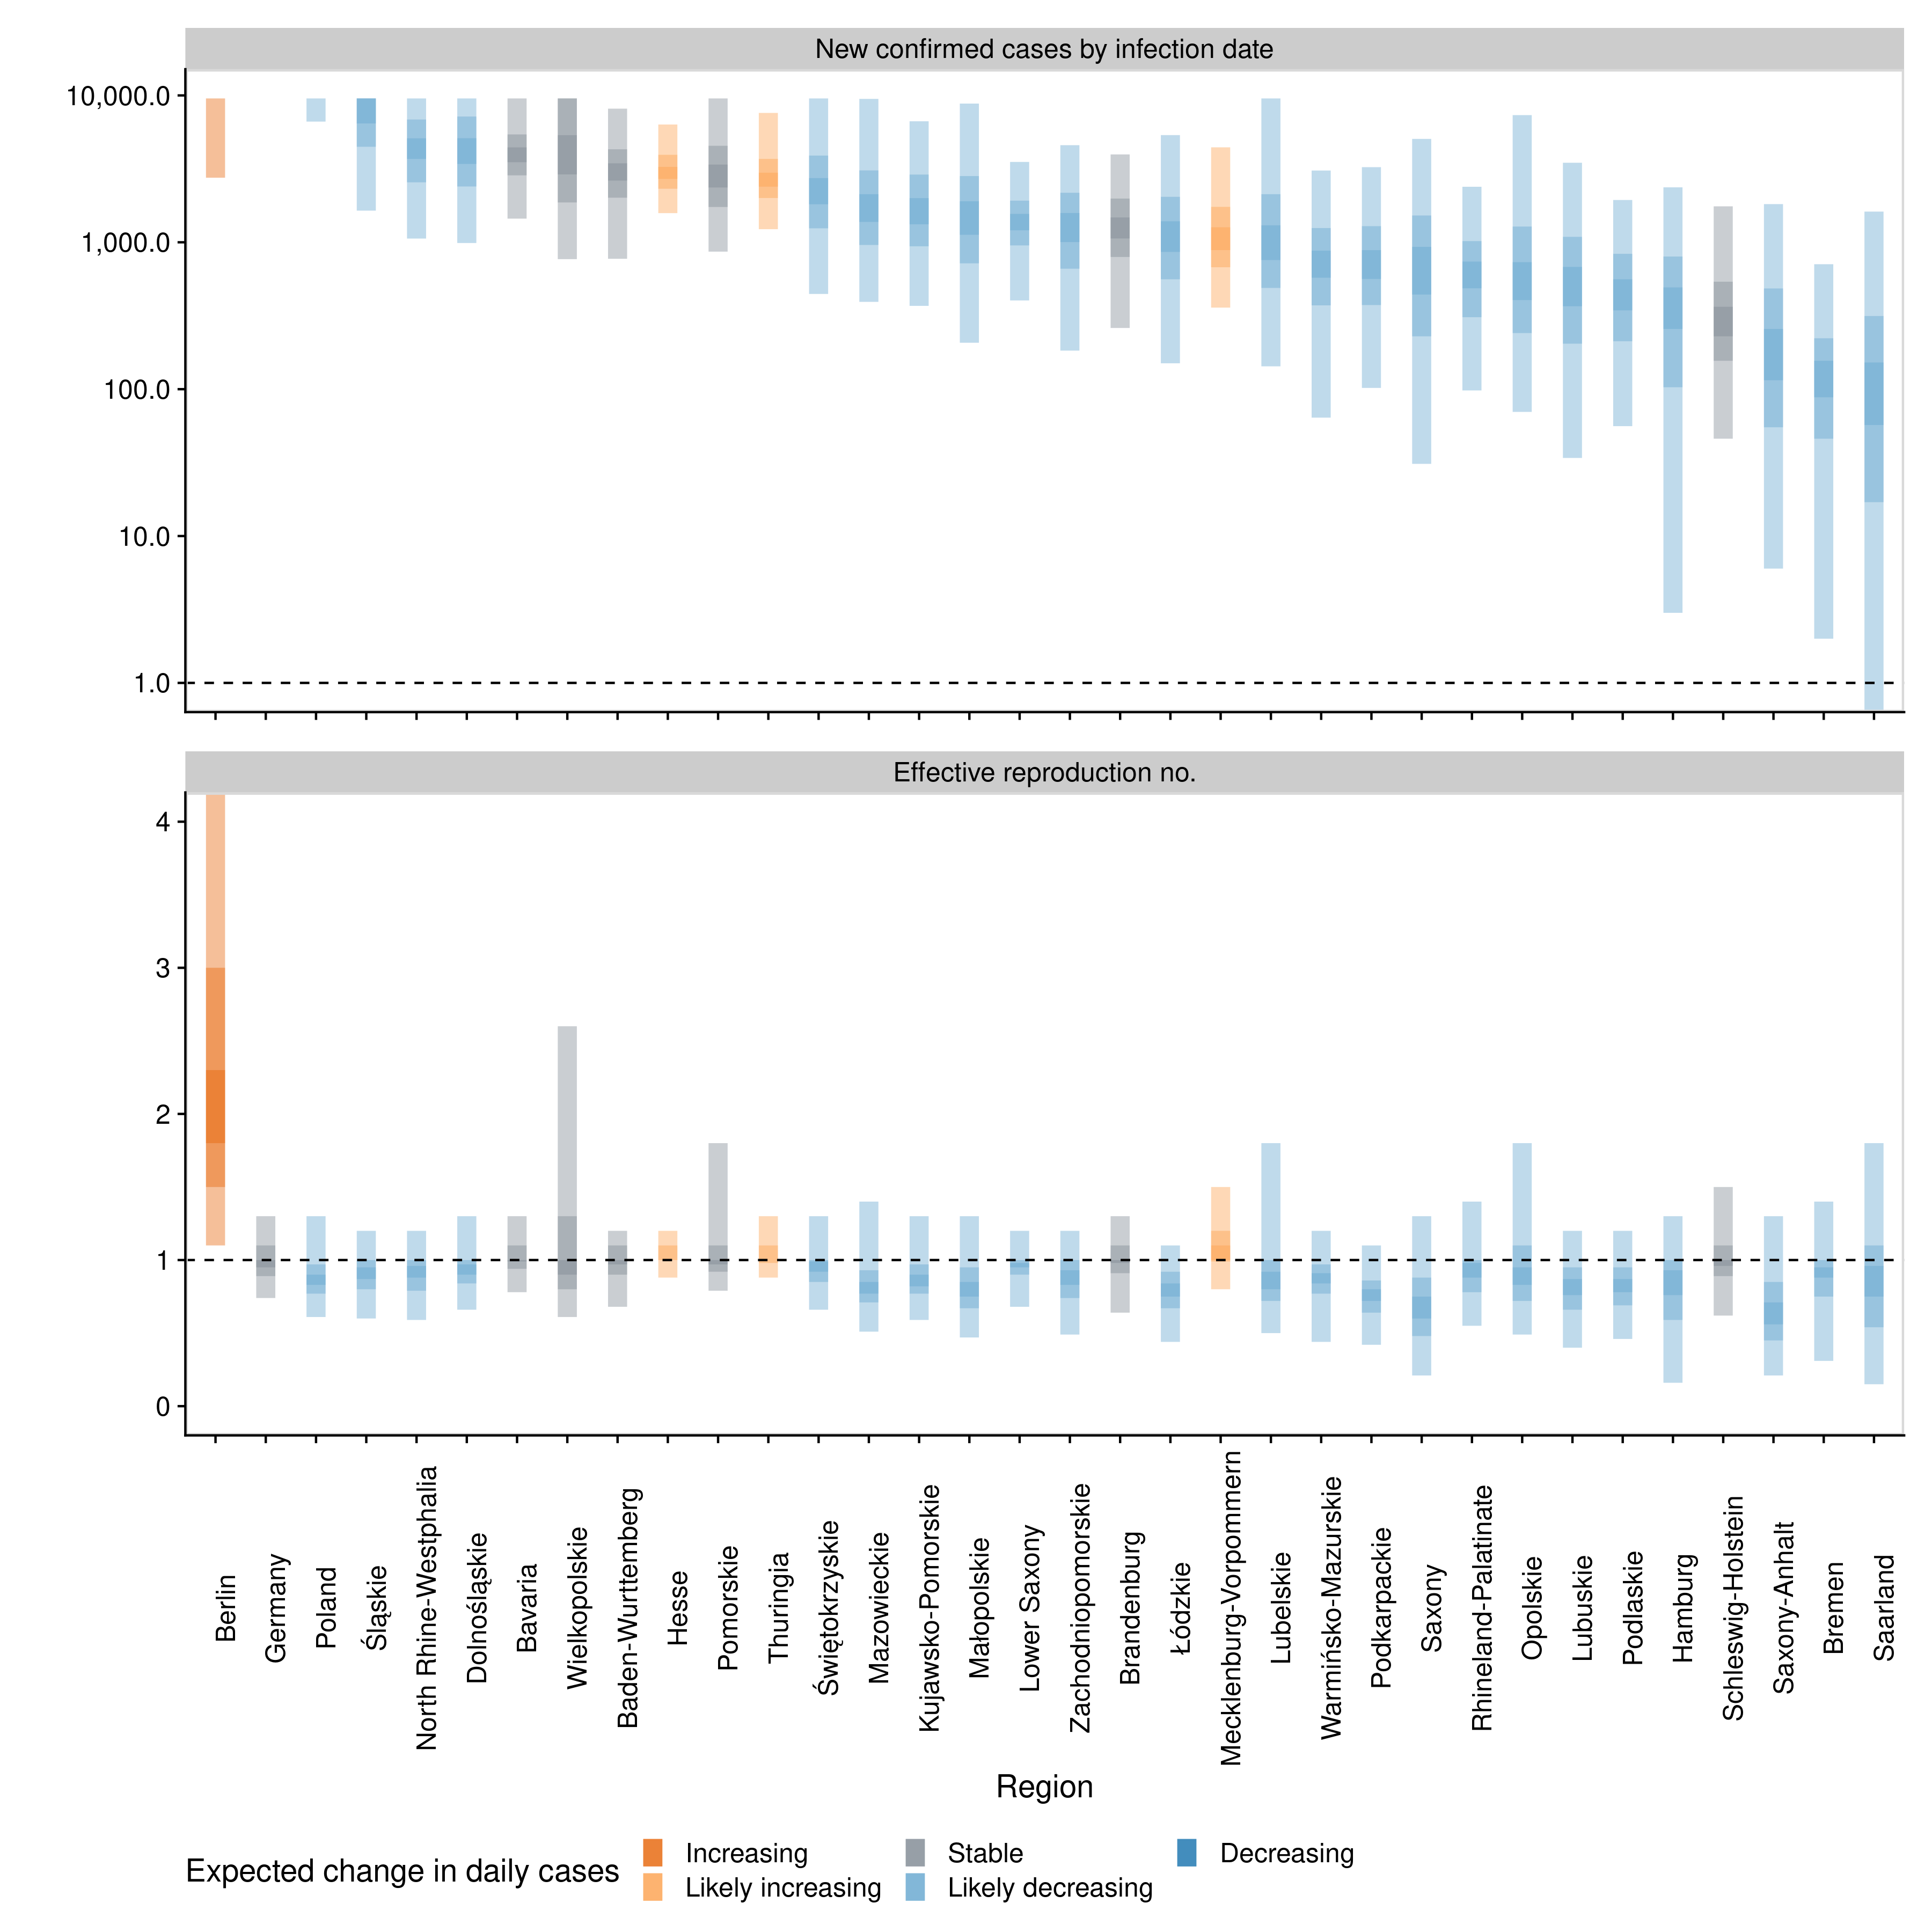 New confirmed cases by infection date
10,000.0
1,000.0
100.0
10.0
1.0
Effective reproduction no.
4
3
2
1
0
Berlin
Germany
Poland
Śląskie
North Rhine-Westphalia
Dolnośląskie
Bavaria
Wielkopolskie
Baden-Wurttemberg
Hesse
Pomorskie
Thuringia
Świętokrzyskie
Mazowieckie
Kujawsko-Pomorskie
Małopolskie
Lower Saxony
Zachodniopomorskie
Brandenburg
Łódzkie
Mecklenburg-Vorpommern
Lubelskie
Warmińsko-Mazurskie
Podkarpackie
Saxony
Rhineland-Palatinate
Opolskie
Lubuskie
Podlaskie
Hamburg
Schleswig-Holstein
Saxony-Anhalt
Bremen
Saarland
Region
Expected change in daily cases
Increasing
Likely increasing
Stable
Likely decreasing
Decreasing